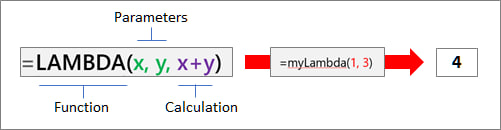 Parameters
=LAMBDA(x, y, x+y)
=myLambda(1, 3)
4
Function
Calculation